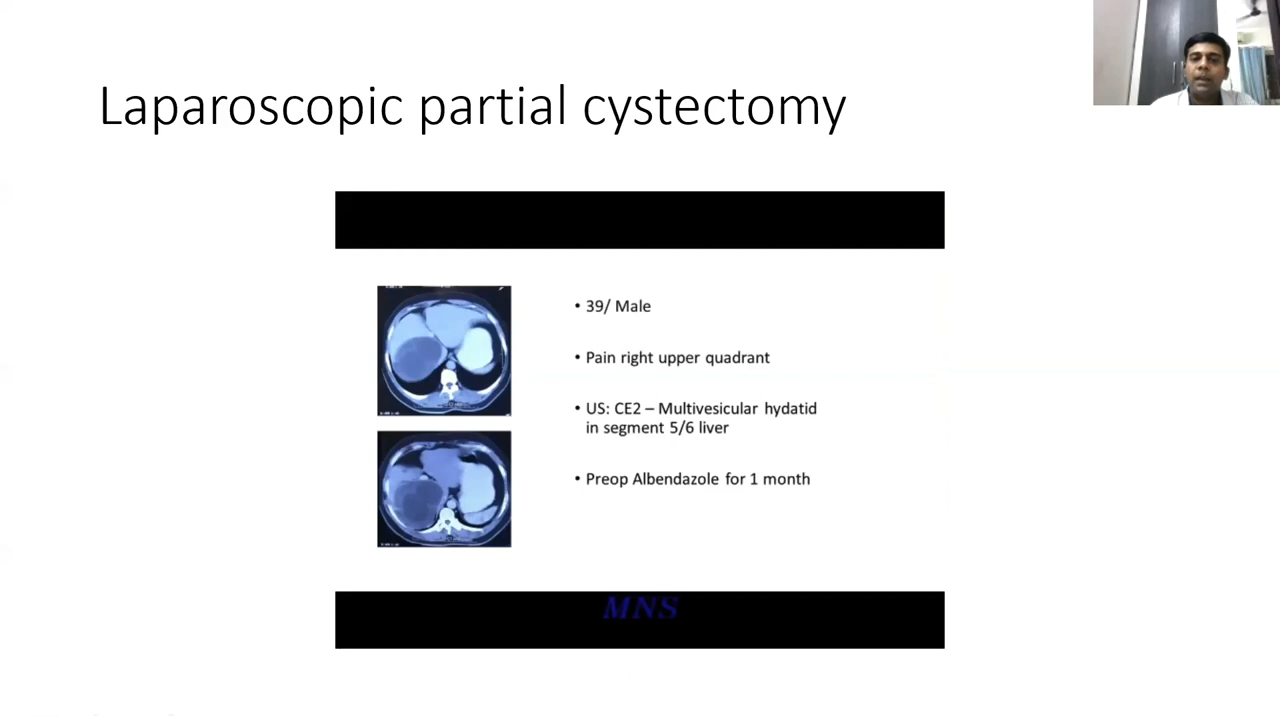 Laparoscopic partial cystectomy
• 39/ Male
• Pain right upper quadrant
• US: CE2 – Multivesicular hydatid
in segment 5/6 liver
• Preop Albendazole for 1 month
MNS